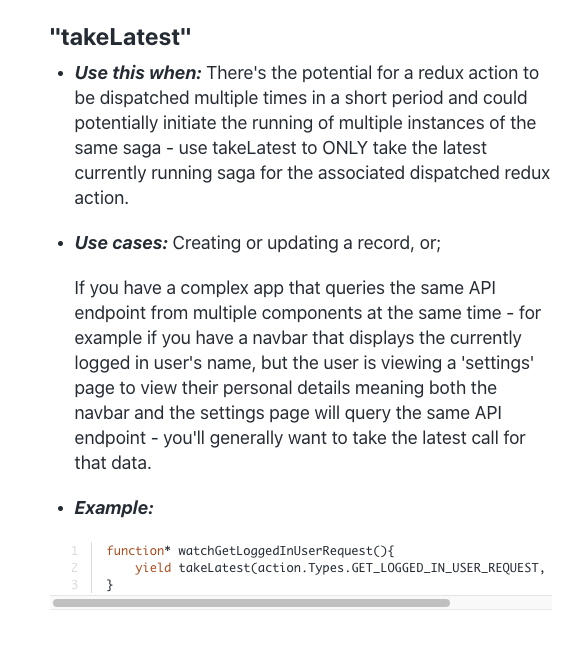 "takeLatest"
• Use this when: There's the potential for a redux action to
be dispatched multiple times in a short period and could
potentially initiate the running of multiple instances of the
same saga - use takeLatest to ONLY take the latest
currently running saga for the associated dispatched redux
action.
• Use cases: Creating or updating a record, or;
If you have a complex app that queries the same API
endpoint from multiple components at the same time - for
example if you have a navbar that displays the currently
logged in user's name, but the user is viewing a 'settings'
page to view their personal details meaning both the
navbar and the settings page will query the same API
endpoint - you'll generally want to take the latest call for
that data.
• Example:
1 function* watchGetLoggedInUserRequest(){
2     yield takeLatest(action.Types.GET_LOGGED_IN_USER_REQUEST,
3 }